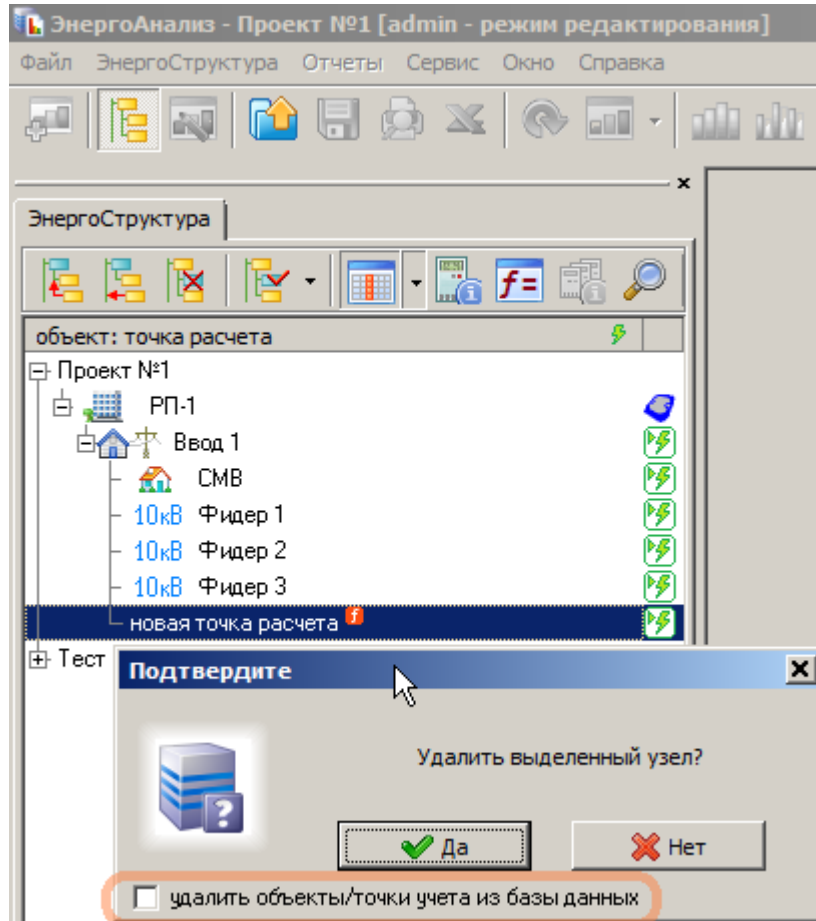 ЭнергоАнализ - Проект №1 [admin - режим редактирования]
Файл ЭнергоСтруктура Отчеты Сервис Окно Справка
ЭнергоСтруктура
f=
объект: точка расчета
Проект №1
РП-1
Ввод 1
СМВ
10кВ Фидер 1
10кВ Фидер 2
10кВ Фидер 3
новая точка расчета f
Тест
Подтвердите
Удалить выделенный узел?
Да Нет
удалить объекты/точки учета из базы данных